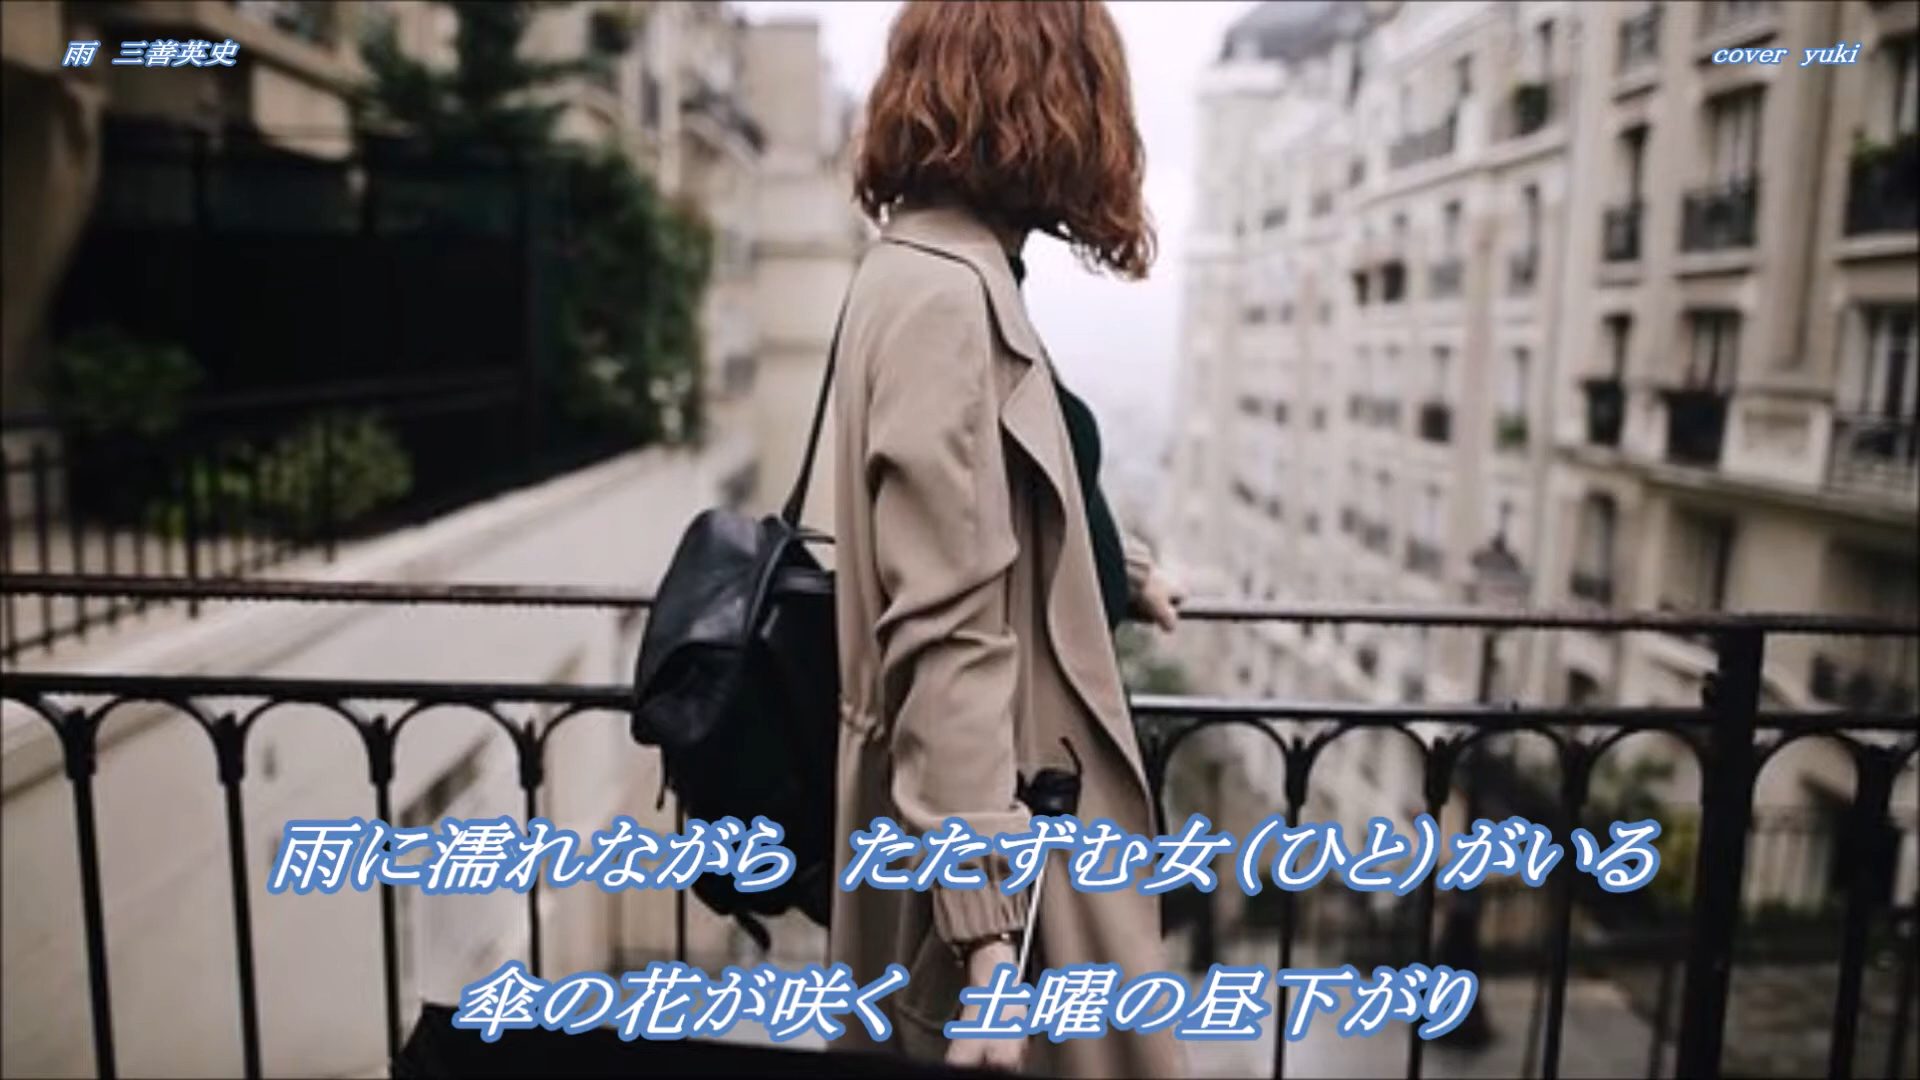 雨　三善英史
cover　yuki
雨に濡れながら　たたずむ女（ひと）がいる
傘の花が咲く　土曜の昼下がり